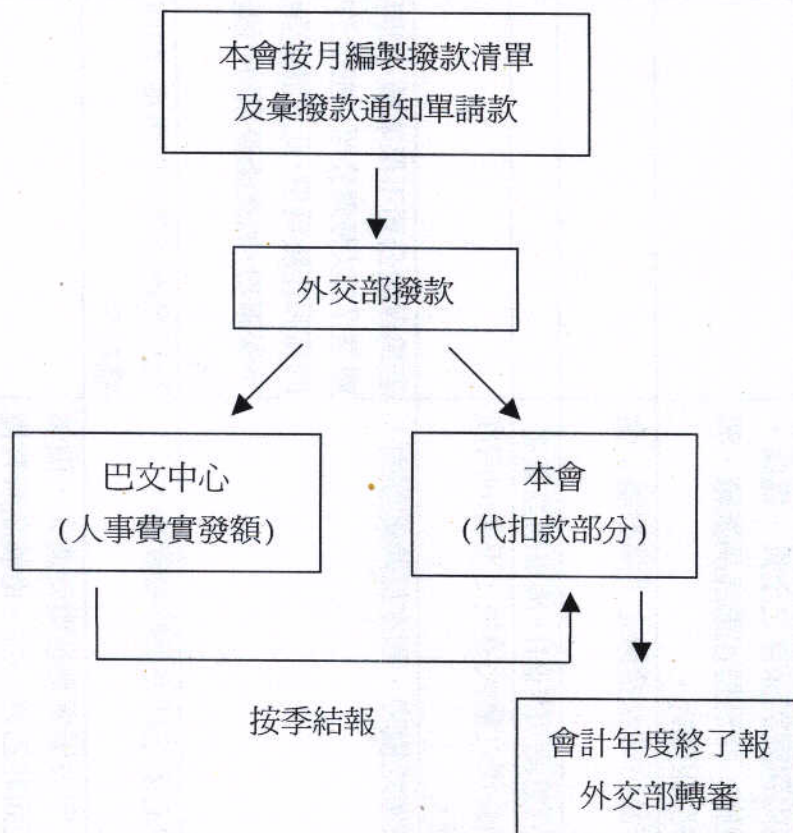 本會按月編製撥款清單
及彙撥款通知單請款
外交部撥款
巴文中心
(人事費實發額)
本會
(代扣款部分)
按季結報
會計年度終了報
外交部轉審